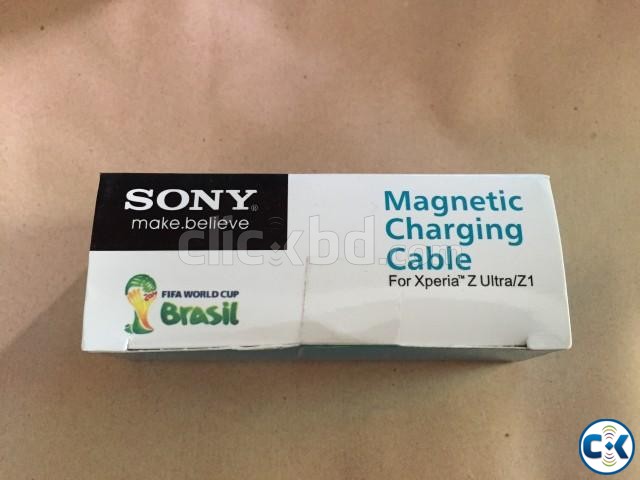 SONY®
make.believe
FIFA WORLD CUP
Brasil
Magnetic
Charging
Cable
For Xperia™ Z Ultra/Z1
clickbd.com